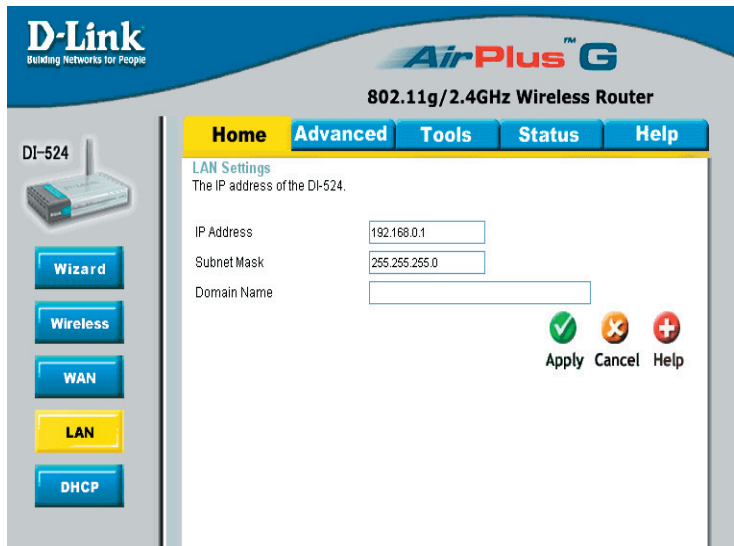 D-Link
Building Networks for People
AirPlus G™
802.11g/2.4GHz Wireless Router
DI-524
Home Advanced Tools Status Help
LAN Settings
The IP address of the DI-524.
IP Address 192.168.0.1
Subnet Mask 255.255.255.0
Domain Name
Apply Cancel Help
Wizard
Wireless
WAN
LAN
DHCP